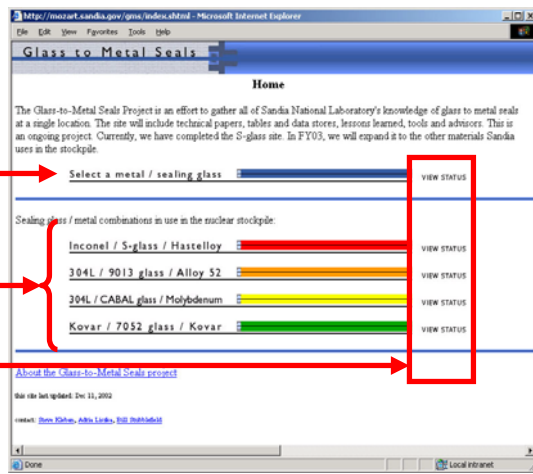 http://mozart.sandia.gov/gms/index.shtml - Microsoft Internet Explorer
File Edit View Favorites Tools Help
Glass to Metal Seals
Home
The Glass-to-Metal Seals Project is an effort to gather all of Sandia National Laboratory's knowledge of glass to metal seals
at a single location. The site will include technical papers, tables and data stores, lessons learned, tools and advisors. This is
an ongoing project. Currently, we have completed the S-glass site. In FY03, we will expand it to the other materials Sandia
uses in the stockpile.
Select a metal / sealing glass VIEW STATUS
Sealing glass / metal combinations in use in the nuclear stockpile:
Inconel / S-glass / Hastelloy VIEW STATUS
304L / 9013 glass / Alloy 52 VIEW STATUS
304L / CABAL glass / Molybdenum VIEW STATUS
Kovar / 7052 glass / Kovar VIEW STATUS
About the Glass-to-Metal Seals project
this site last updated: Dec 11, 2002
contact: Steve Kleban, Bill Stubblefield
Done Local intranet